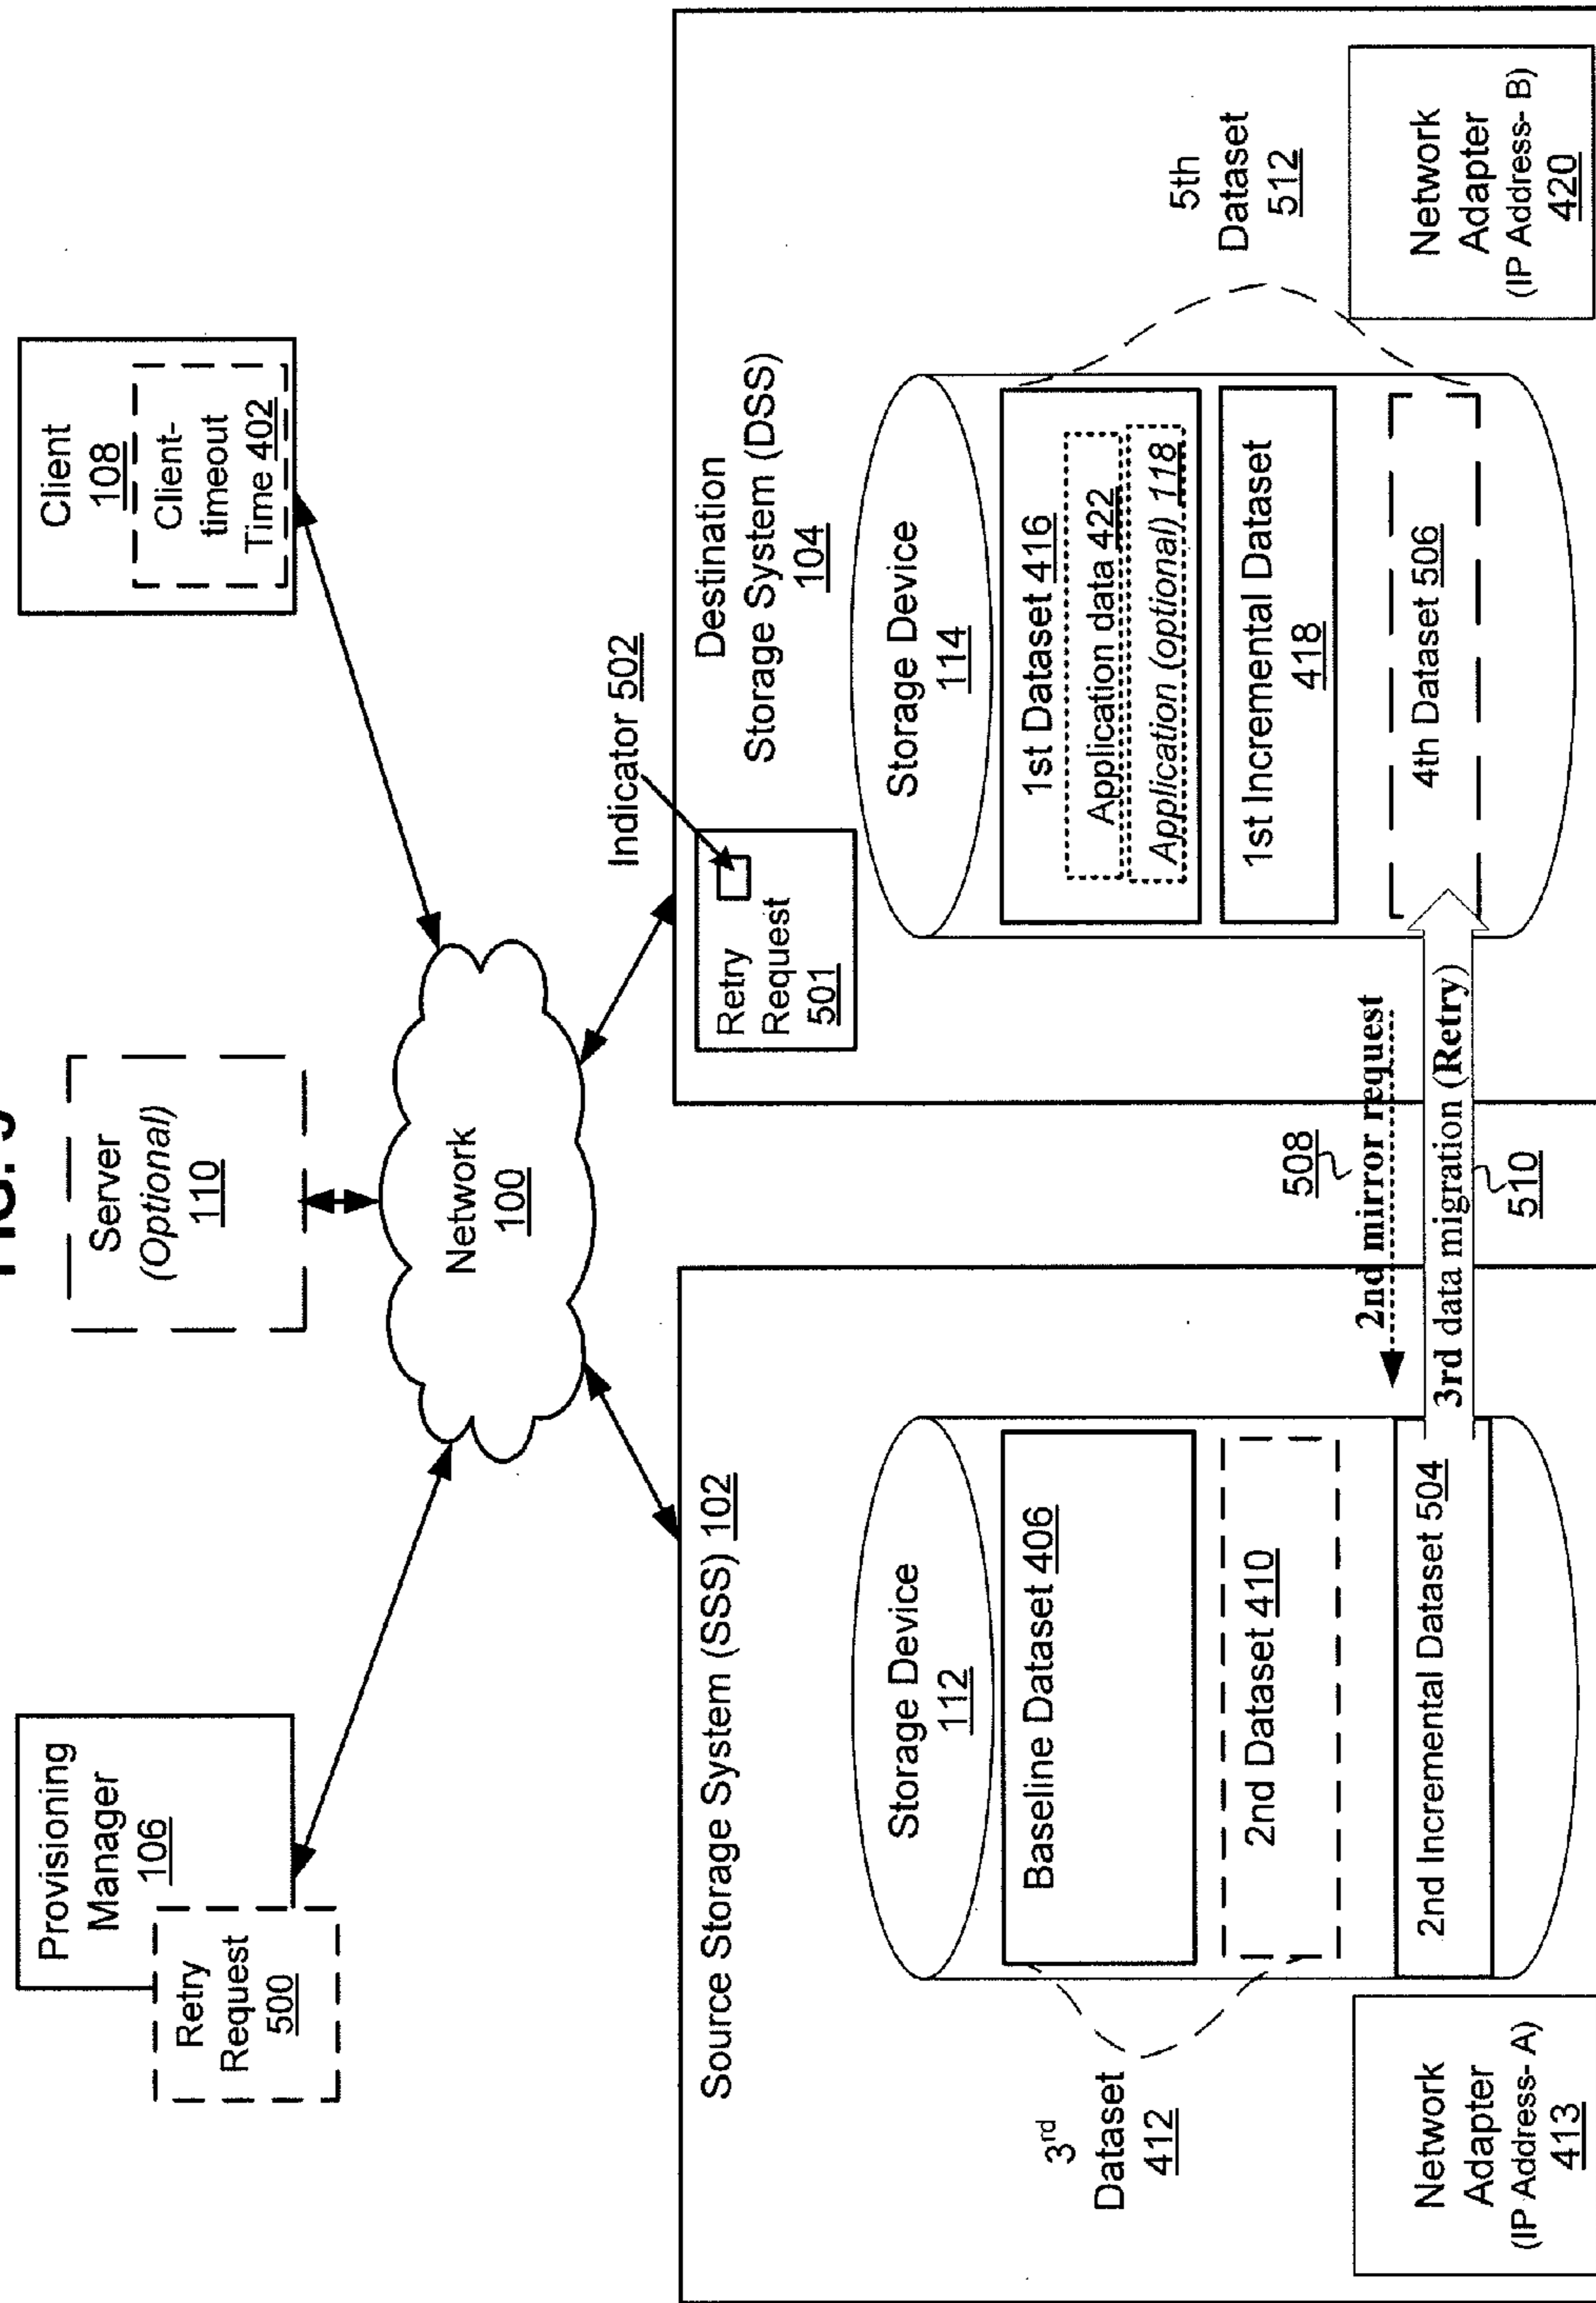 FIG. 5
Provisioning
Manager
106
Retry
Request
500
Server
(Optional)
110
Client
108
Client-
timeout
Time 402
Network
100
Indicator 502
Source Storage System (SSS) 102
Storage Device
112
Baseline Dataset 406
2nd Dataset 410
2nd Incremental Dataset 504
3rd
Dataset
412
Network
Adapter
(IP Address- A)
413
508
2nd mirror request
3rd data migration (Retry)
510
Retry
Request
501
Destination
Storage System (DSS)
104
Storage Device
114
1st Dataset 416
Application data 422
Application (optional) 118
1st Incremental Dataset
418
4th Dataset 506
5th
Dataset
512
Network
Adapter
(IP Address- B)
420